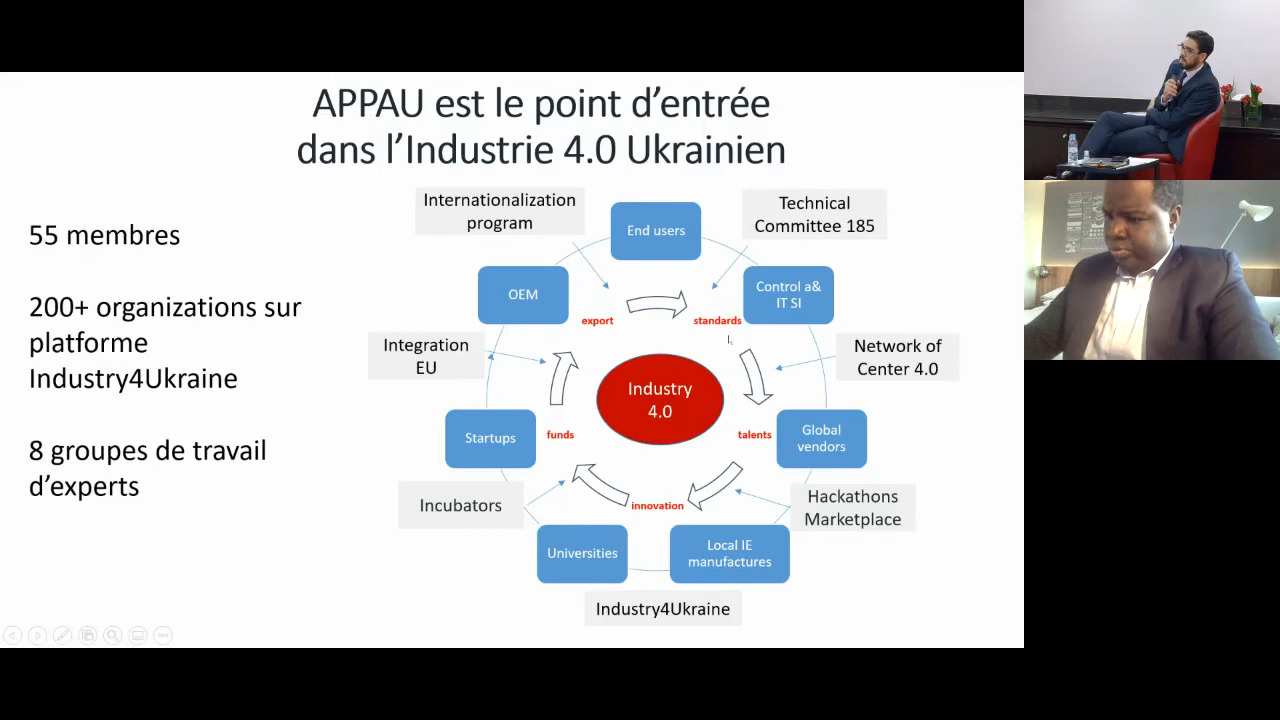 APPAU est le point d’entrée
dans l’Industrie 4.0 Ukrainien
55 membres
200+ organizations sur
platforme
Industry4Ukraine
8 groupes de travail
d’experts
Internationalization
program
End users
Technical
Committee 185
OEM
Control a&
IT SI
export
standards
Integration
EU
Network of
Center 4.0
Industry
4.0
Startups
funds
talents
Global
vendors
Incubators
innovation
Hackathons
Marketplace
Universities
Local IE
manufactures
Industry4Ukraine